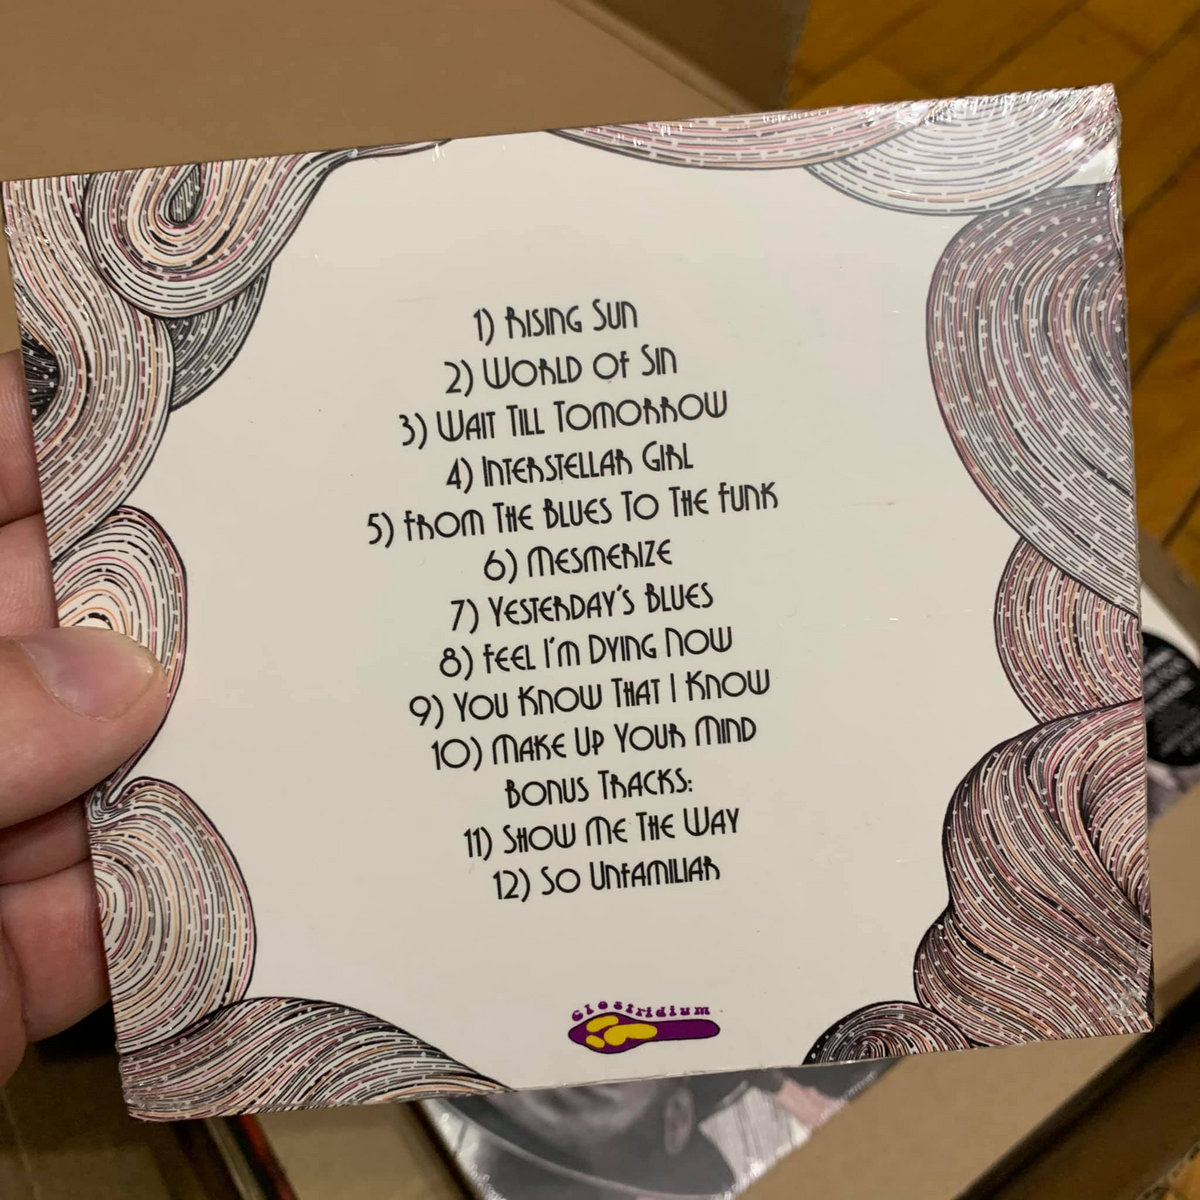 1) Rising Sun
2) World Of Sin
3) Wait Till Tomorrow
4) Interstellar Girl
5) From The Blues To The Funk
6) Mesmerize
7) Yesterday's Blues
8) Feel I'm Dying Now
9) You Know That I Know
10) Make Up Your Mind
Bonus Tracks:
11) Show Me The Way
12) So Unfamiliar
Clostridium